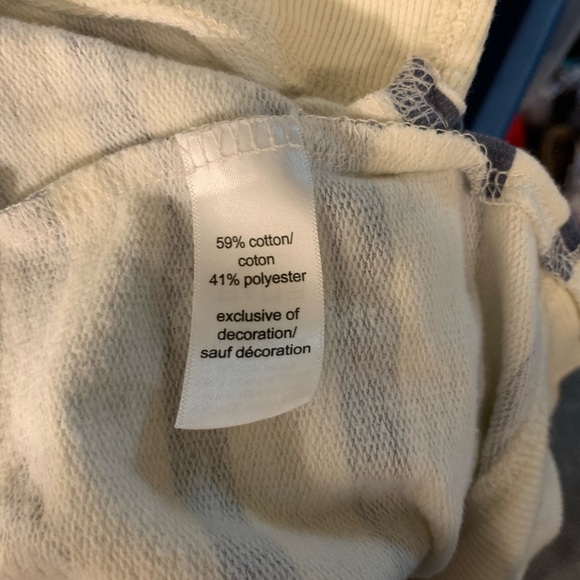 59% cotton/
coton
41% polyester
exclusive of
decoration/
sauf décoration